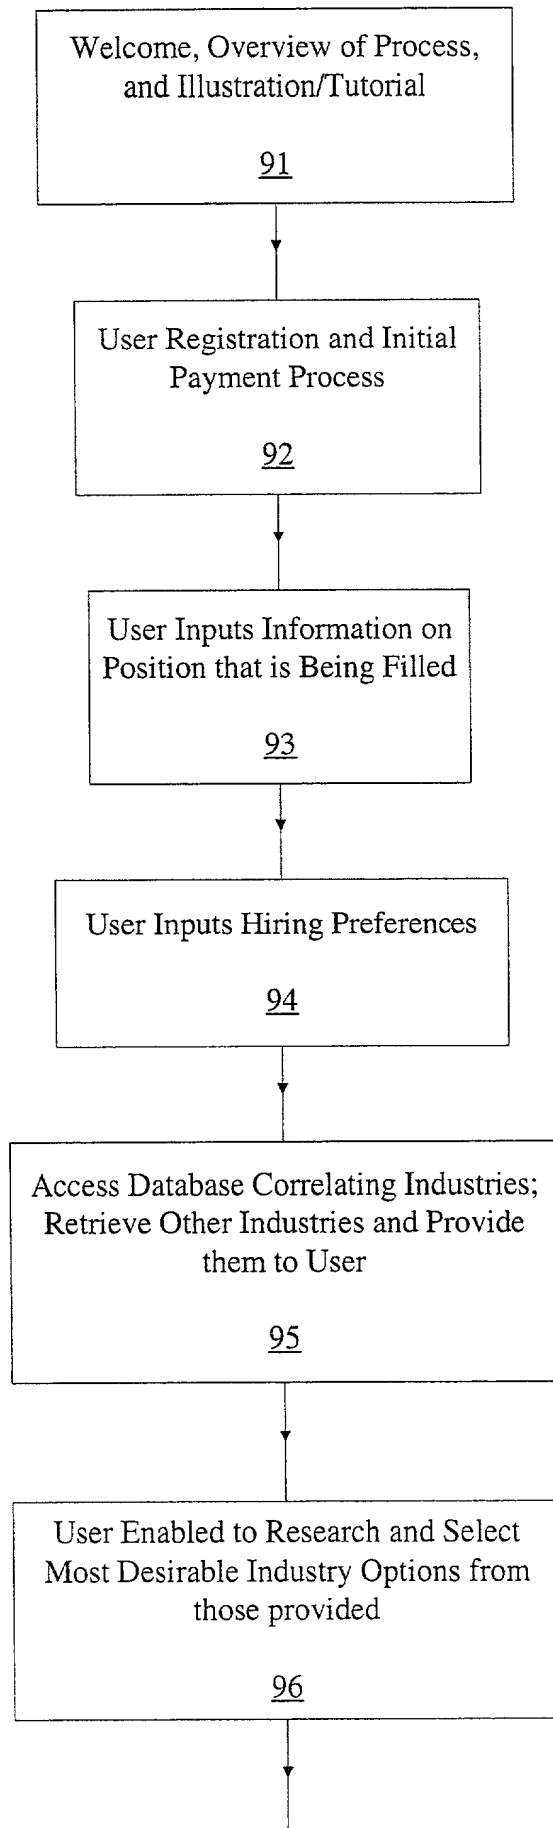 Welcome, Overview of Process,
and Illustration/Tutorial
91
User Registration and Initial
Payment Process
92
User Inputs Information on
Position that is Being Filled
93
User Inputs Hiring Preferences
94
Access Database Correlating Industries;
Retrieve Other Industries and Provide
them to User
95
User Enabled to Research and Select
Most Desirable Industry Options from
those provided
96